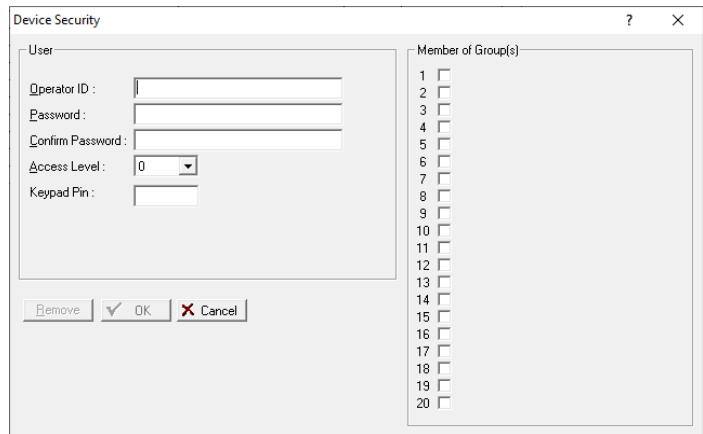 Device Security
?
User
Operator ID :
Password :
Confirm Password :
Access Level :
0
Keypad Pin :
Remove
OK
Cancel
Member of Group(s)
1
2
3
4
5
6
7
8
9
10
11
12
13
14
15
16
17
18
19
20